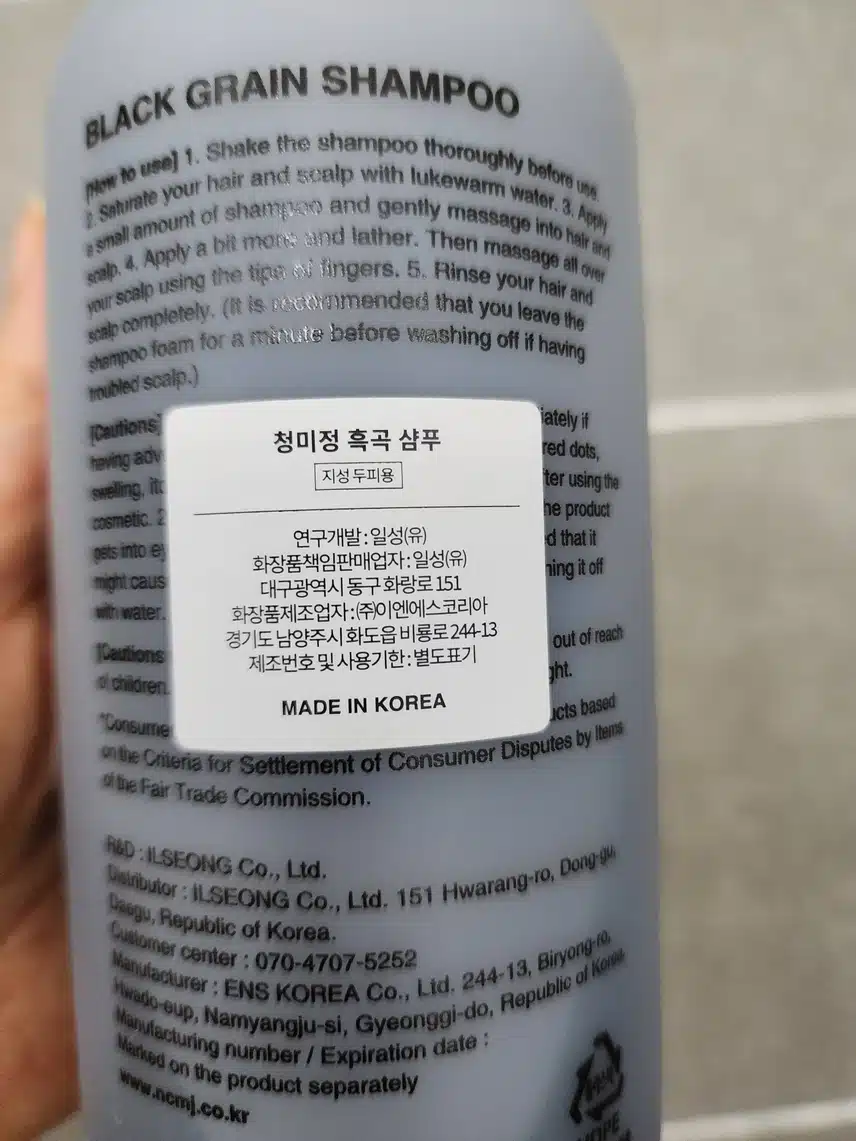 BLACK GRAIN SHAMPOO
[How to use] 1. Shake the shampoo thoroughly before use.
2. Saturate your hair and scalp with lukewarm water. 3. Apply
a small amount of shampoo and gently massage into hair and
scalp. 4. Apply a bit more and lather. Then massage all over
your scalp using the tips of fingers. 5. Rinse your hair and
scalp completely. (It is recommended that you leave the
shampoo foam for a minute before washing off if having
troubled scalp.)
[Cautions] iately if
having adv red dots,
swelling, itc ter using the
cosmetic. 2 he product
gets into ey d that it
might caus ning it off
with water.
[Cautions out of reach
of children. ght.
*Consume ucts based
on the Criteria for Settlement of Consumer Disputes by Items
of the Fair Trade Commission.
청미정 흑곡 샴푸
지성 두피용
연구개발 : 일성(유)
화장품책임판매업자 : 일성(유)
대구광역시 동구 화랑로 151
화장품제조업자 : (주)이엔에스코리아
경기도 남양주시 화도읍 비룡로 244-13
제조번호 및 사용기한 : 별도표기
MADE IN KOREA
R&D : ILSEONG Co., Ltd.
Distributor : ILSEONG Co., Ltd. 151 Hwarang-ro, Dong-gu,
Daegu, Republic of Korea.
Customer center : 070-4707-5252
Manufacturer : ENS KOREA Co., Ltd. 244-13, Biryong-ro,
Hwado-eup, Namyangju-si, Gyeonggi-do, Republic of Korea.
Manufacturing number / Expiration date :
Marked on the product separately
www.ncmj.co.kr